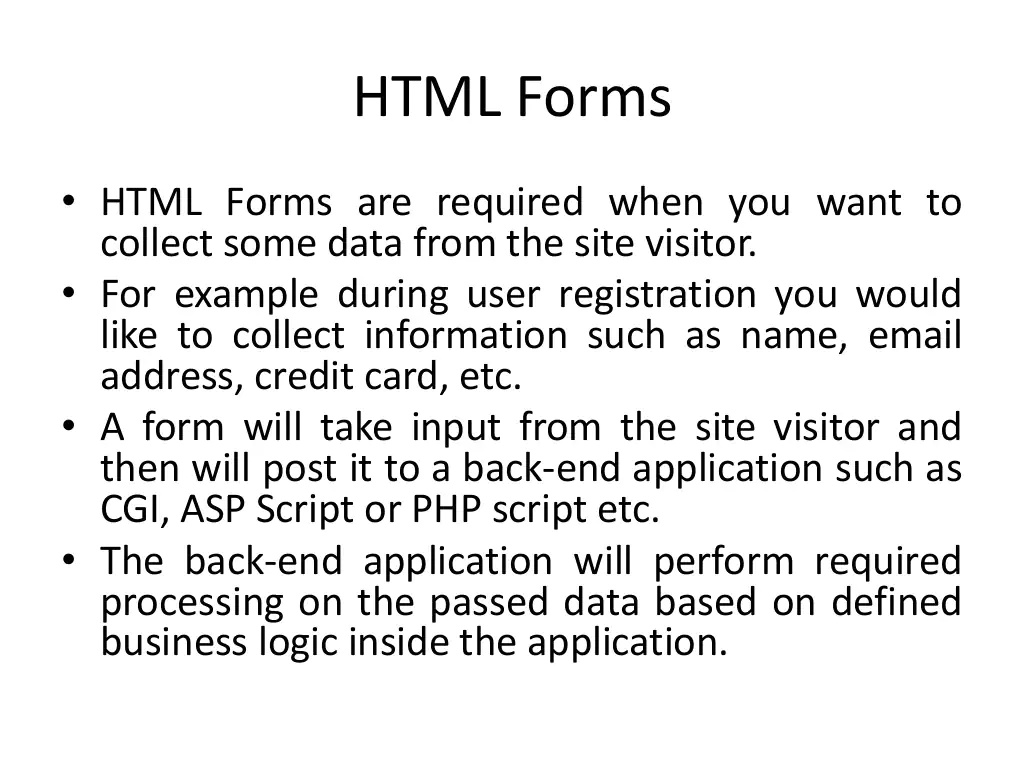 HTML Forms
• HTML Forms are required when you want to
collect some data from the site visitor.
• For example during user registration you would
like to collect information such as name, email
address, credit card, etc.
• A form will take input from the site visitor and
then will post it to a back-end application such as
CGI, ASP Script or PHP script etc.
• The back-end application will perform required
processing on the passed data based on defined
business logic inside the application.